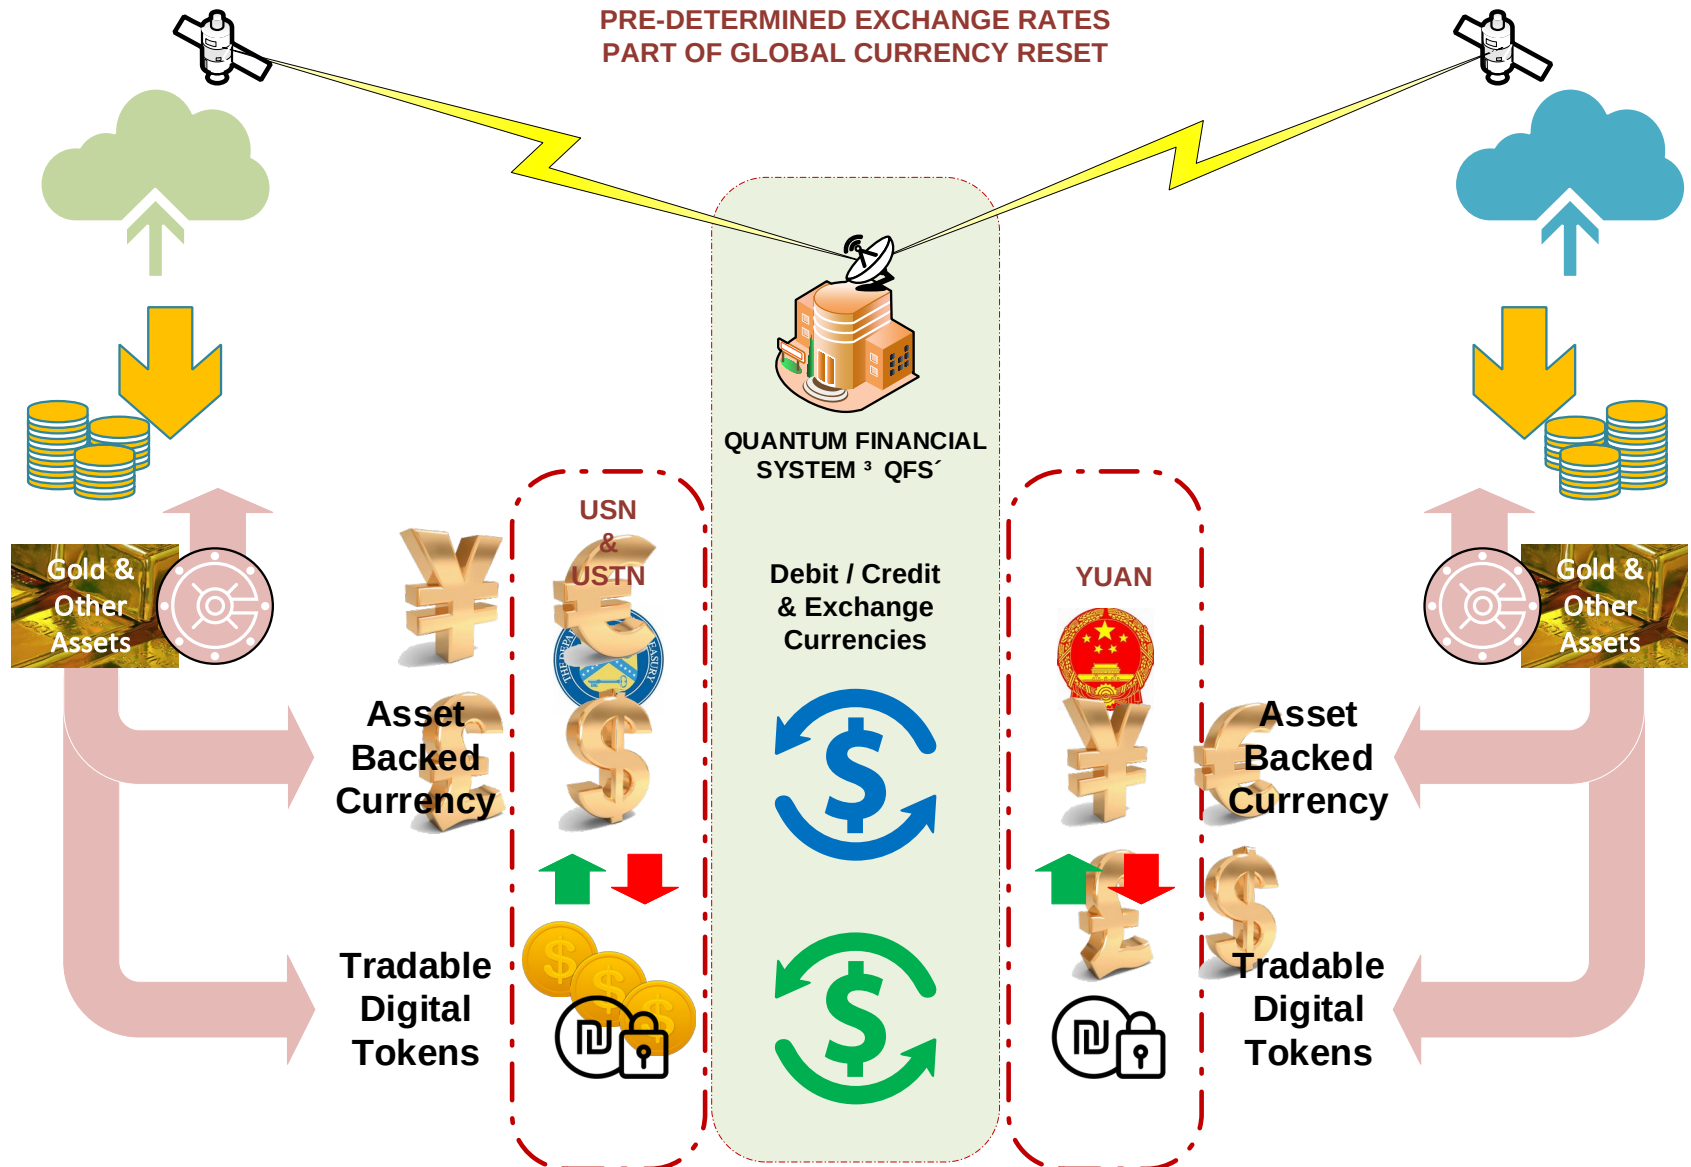 PRE-DETERMINED EXCHANGE RATES
PART OF GLOBAL CURRENCY RESET
QUANTUM FINANCIAL
SYSTEM ³ QFS´
USN
&
USTN
Debit / Credit
& Exchange
Currencies
YUAN
Gold &
Other
Assets
Gold &
Other
Assets
Asset
Backed
Currency
Asset
Backed
Currency
Tradable
Digital
Tokens
Tradable
Digital
Tokens